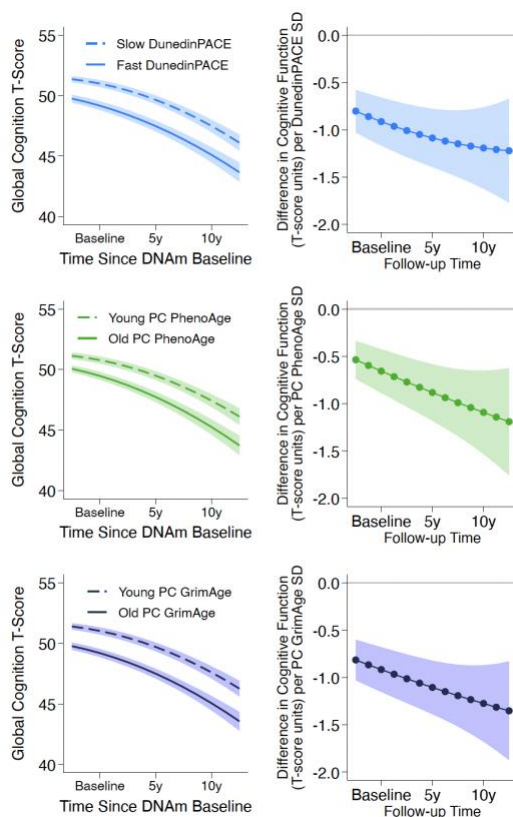 55
50
45
40
Global Cognition T-Score
Slow DunedinPACE
Fast DunedinPACE
Baseline 5y 10y
Time Since DNAm Baseline
0.0
-0.5
-1.0
-1.5
-2.0
Difference in Cognitive Function
(T-score units) per DunedinPACE SD
Baseline 5y 10y
Follow-up Time
55
50
45
40
Global Cognition T-Score
Young PC PhenoAge
Old PC PhenoAge
Baseline 5y 10y
Time Since DNAm Baseline
0.0
-0.5
-1.0
-1.5
-2.0
Difference in Cognitive Function
(T-score units) per PC PhenoAge SD
Baseline 5y 10y
Follow-up Time
55
50
45
40
Global Cognition T-Score
Young PC GrimAge
Old PC GrimAge
Baseline 5y 10y
Time Since DNAm Baseline
0.0
-0.5
-1.0
-1.5
-2.0
Difference in Cognitive Function
(T-score units) per PC GrimAge SD
Baseline 5y 10y
Follow-up Time